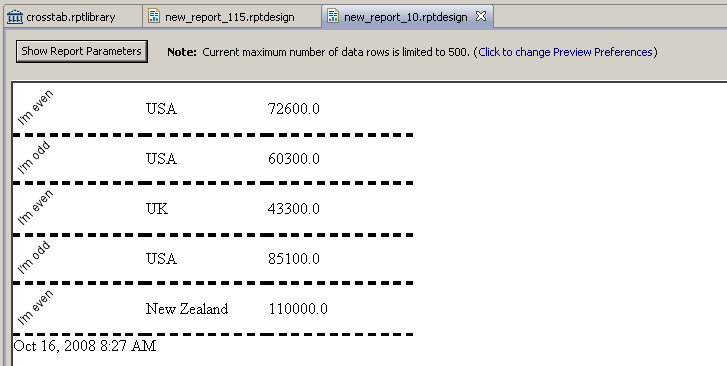 crosstab.rptlibrary new_report_115.rptdesign new_report_10.rptdesign
Show Report Parameters Note: Current maximum number of data rows is limited to 500. (Click to change Preview Preferences)
I'm even USA 72600.0
I'm odd USA 60300.0
I'm even UK 43300.0
I'm odd USA 85100.0
I'm even New Zealand 110000.0
Oct 16, 2008 8:27 AM